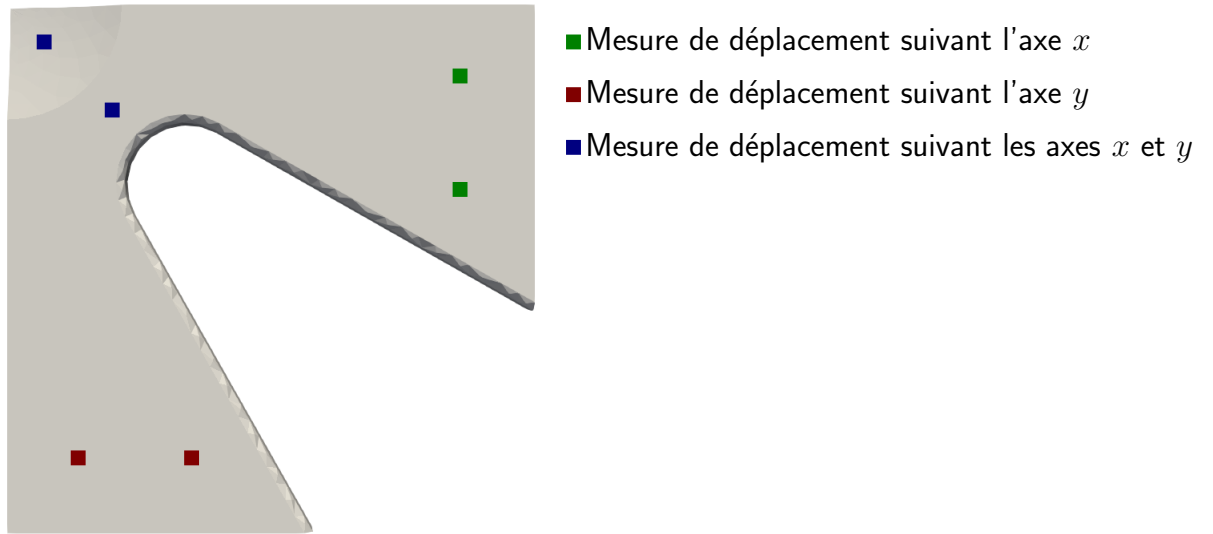 Mesure de déplacement suivant l'axe x
Mesure de déplacement suivant l'axe y
Mesure de déplacement suivant les axes x et y